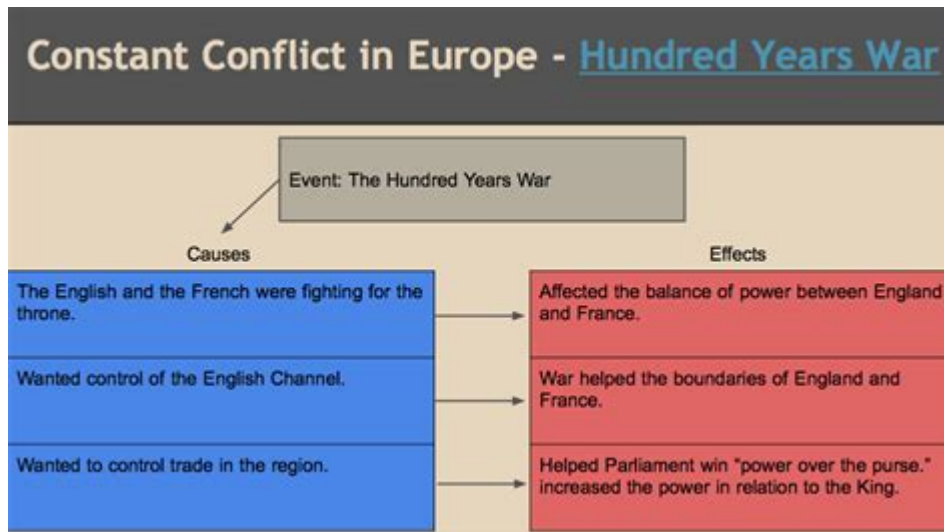 Constant Conflict in Europe - Hundred Years War
Event: The Hundred Years War
Causes
The English and the French were fighting for the
throne.
Wanted control of the English Channel.
Wanted to control trade in the region.
Effects
Affected the balance of power between England
and France.
War helped the boundaries of England and
France.
Helped Parliament win “power over the purse.”
increased the power in relation to the King.